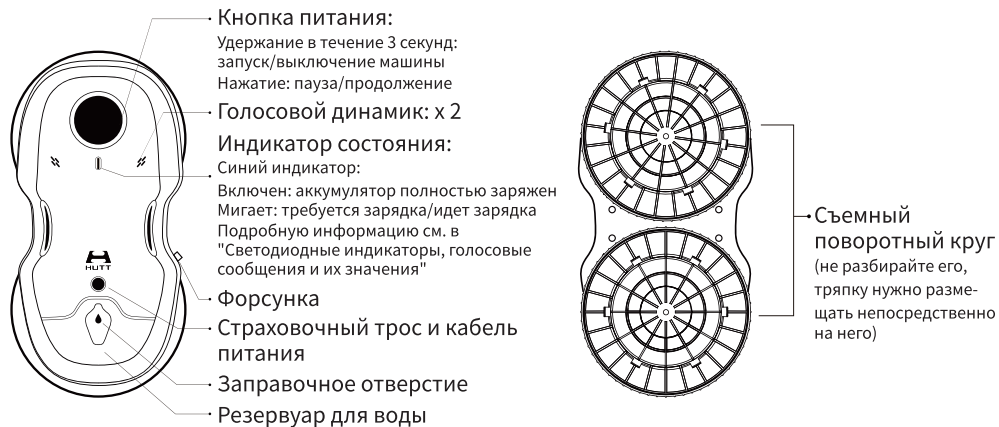 Кнопка питания:
Удержание в течение 3 секунд:
запуск/выключение машины
Нажатие: пауза/продолжение
Голосовой динамик: x 2
Индикатор состояния:
Синий индикатор:
Включен: аккумулятор полностью заряжен
Мигает: требуется зарядка/идет зарядка
Подробную информацию см. в
"Светодиодные индикаторы, голосовые
сообщения и их значения"
HUTT
Форсунка
Страховочный трос и кабель
питания
Заправочное отверстие
Резервуар для воды
Съемный
поворотный круг
(не разбирайте его,
тряпку нужно разме-
щать непосредственно
на него)